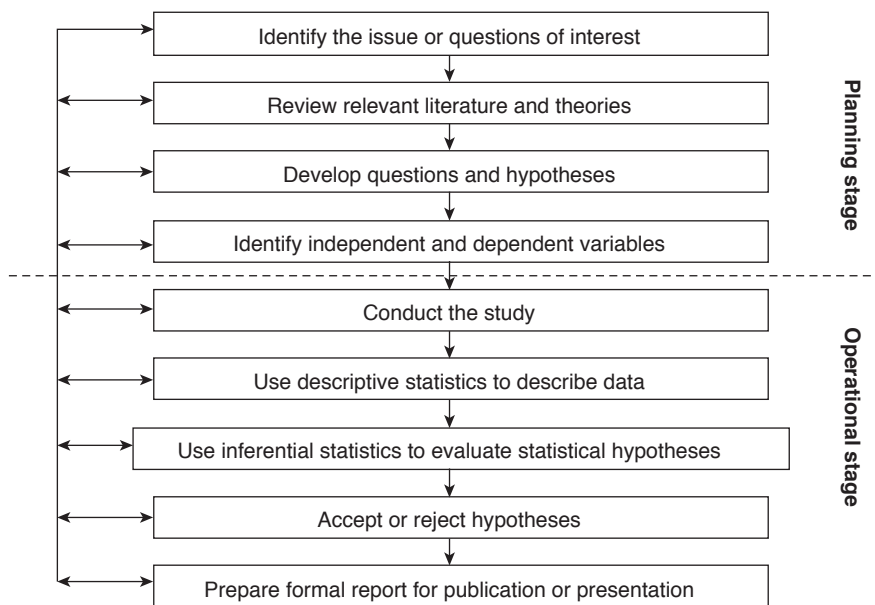 Identify the issue or questions of interest
Review relevant literature and theories
Develop questions and hypotheses
Identify independent and dependent variables
Planning stage
Conduct the study
Use descriptive statistics to describe data
Use inferential statistics to evaluate statistical hypotheses
Accept or reject hypotheses
Prepare formal report for publication or presentation
Operational stage